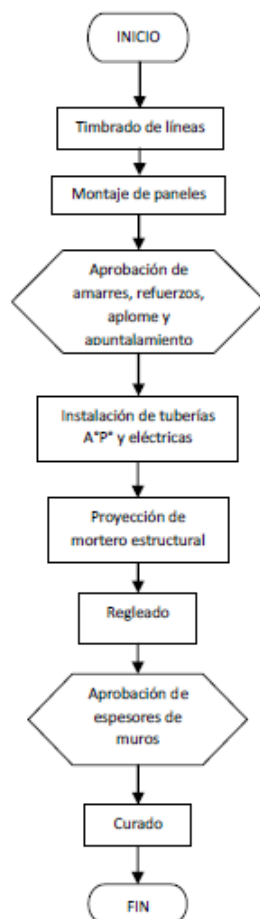 INICIO
Timbrado de líneas
Montaje de paneles
Aprobación de
amarres, refuerzos,
aplome y
apuntalamiento
Instalación de tuberías
A°P° y eléctricas
Proyección de
mortero estructural
Regleado
Aprobación de
espesores de
muros
Curado
FIN